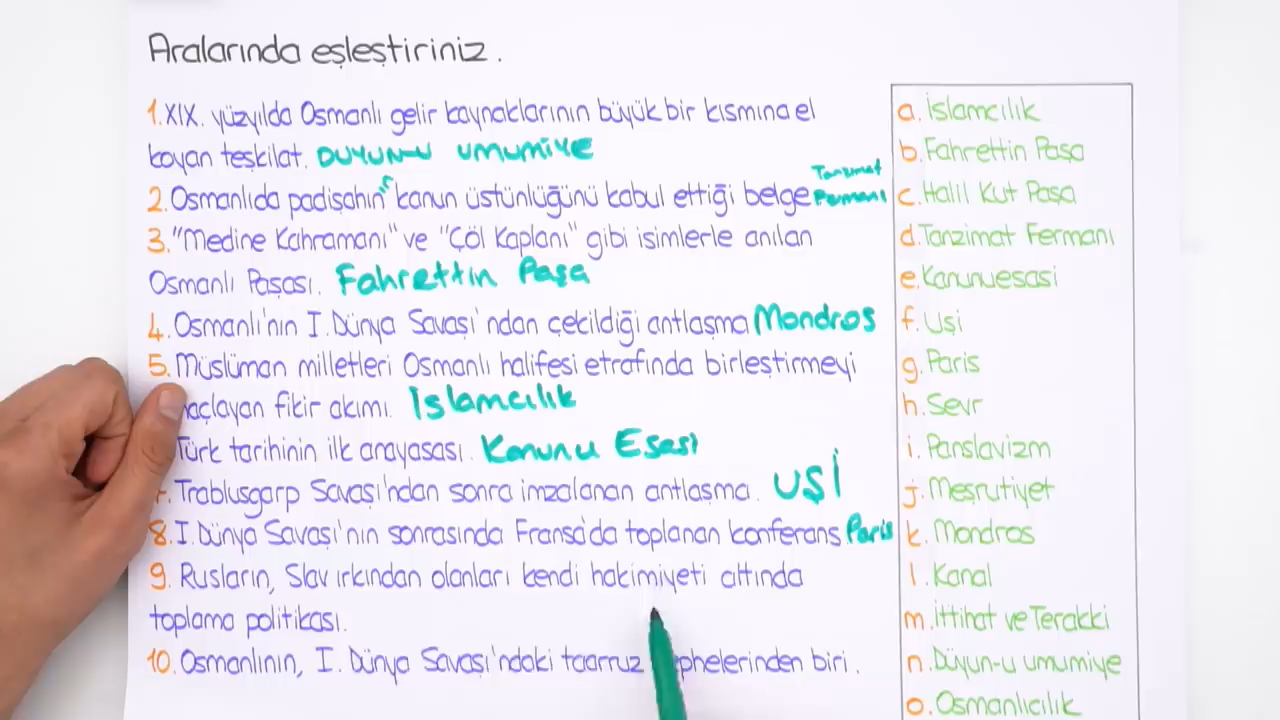 Aralarında eşleştiriniz.
1. XIX. yüzyılda Osmanlı gelir kaynaklarının büyük bir kısmına el
koyan teşkilat. DUYUN-U UMUMİYE
2. Osmanlıda padişahın kanun üstünlüğünü kabul ettiği belge Tanzimat
Fermanı
3. "Medine Kahramanı" ve "Çöl Kaplanı" gibi isimlerle anılan
Osmanlı Paşası. Fahrettin Paşa
4. Osmanlı'nın I. Dünya Savaşı'ndan çekildiği antlaşma Mondros
5. Müslüman milletleri Osmanlı halifesi etrafında birleştirmeyi
açlayan fikir akımı. İslamcılık
Türk tarihinin ilk anayasası. Kanunu Esasi
Trablusgarp Savaşı'ndan sonra imzalanan antlaşma. UŞİ
8. I. Dünya Savaşı'nın sonrasında Fransa'da toplanan konferans Paris
9. Rusların, Slav ırkından olanları kendi hakimiyeti altında
toplama politikası.
10. Osmanlının, I. Dünya Savaşı'ndaki taarruz phelerinden biri.
a. İslamcılık
b. Fahrettin Paşa
c. Halil Kut Paşa
d. Tanzimat Fermanı
e. Kanunuesasi
f. Uşi
g. Paris
h. Sevr
i. Panslavizm
j. Meşrutiyet
k. Mondros
l. Kanal
m. İttihat ve Terakki
n. Düyun-u umumiye
o. Osmanlıcılık